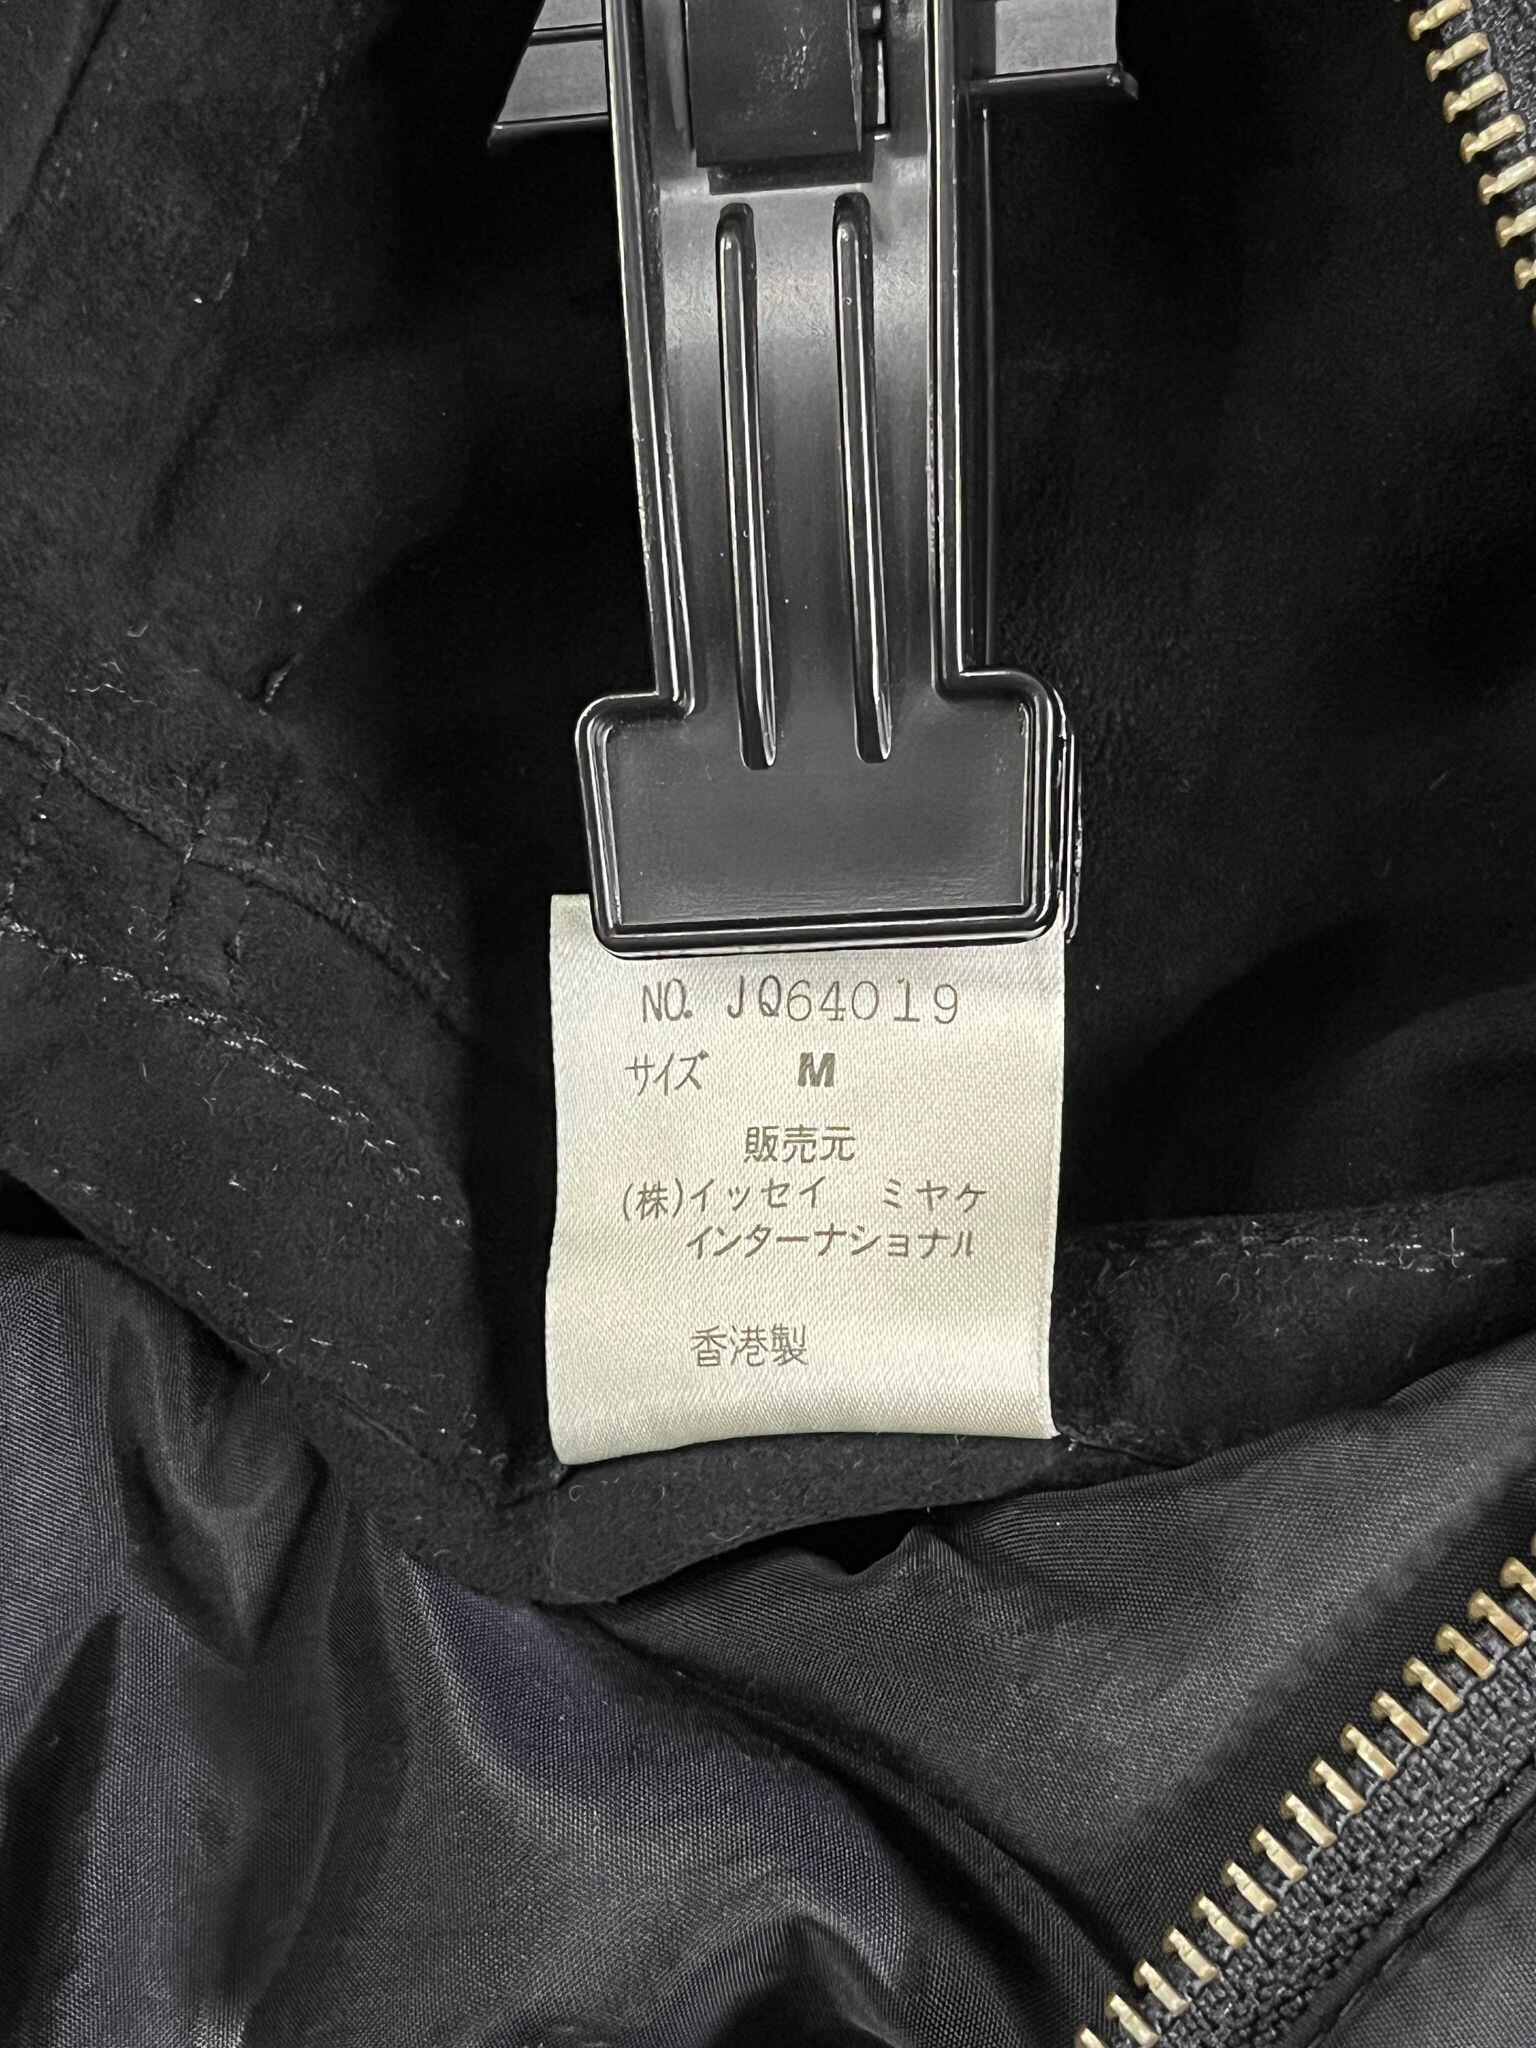 NO. JQ64019
サイズ M
販売元
(株)イッセイ ミヤケ
インターナショナル
香港製